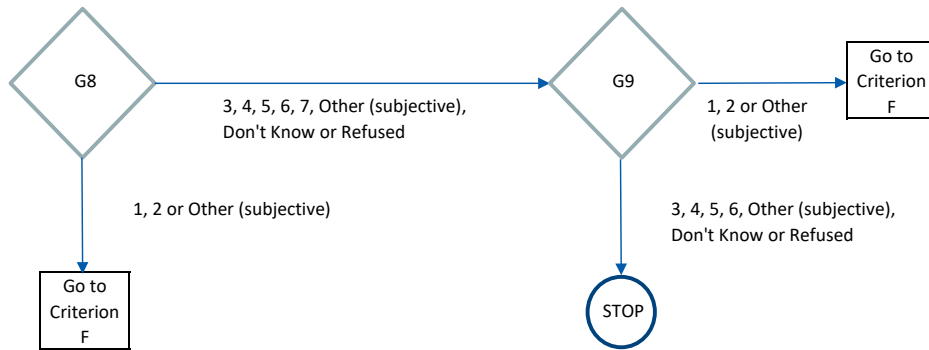 G8
3, 4, 5, 6, 7, Other (subjective),
Don't Know or Refused
G9
1, 2 or Other
(subjective)
Go to
Criterion
F
1, 2 or Other (subjective)
3, 4, 5, 6, Other (subjective),
Don't Know or Refused
Go to
Criterion
F
STOP